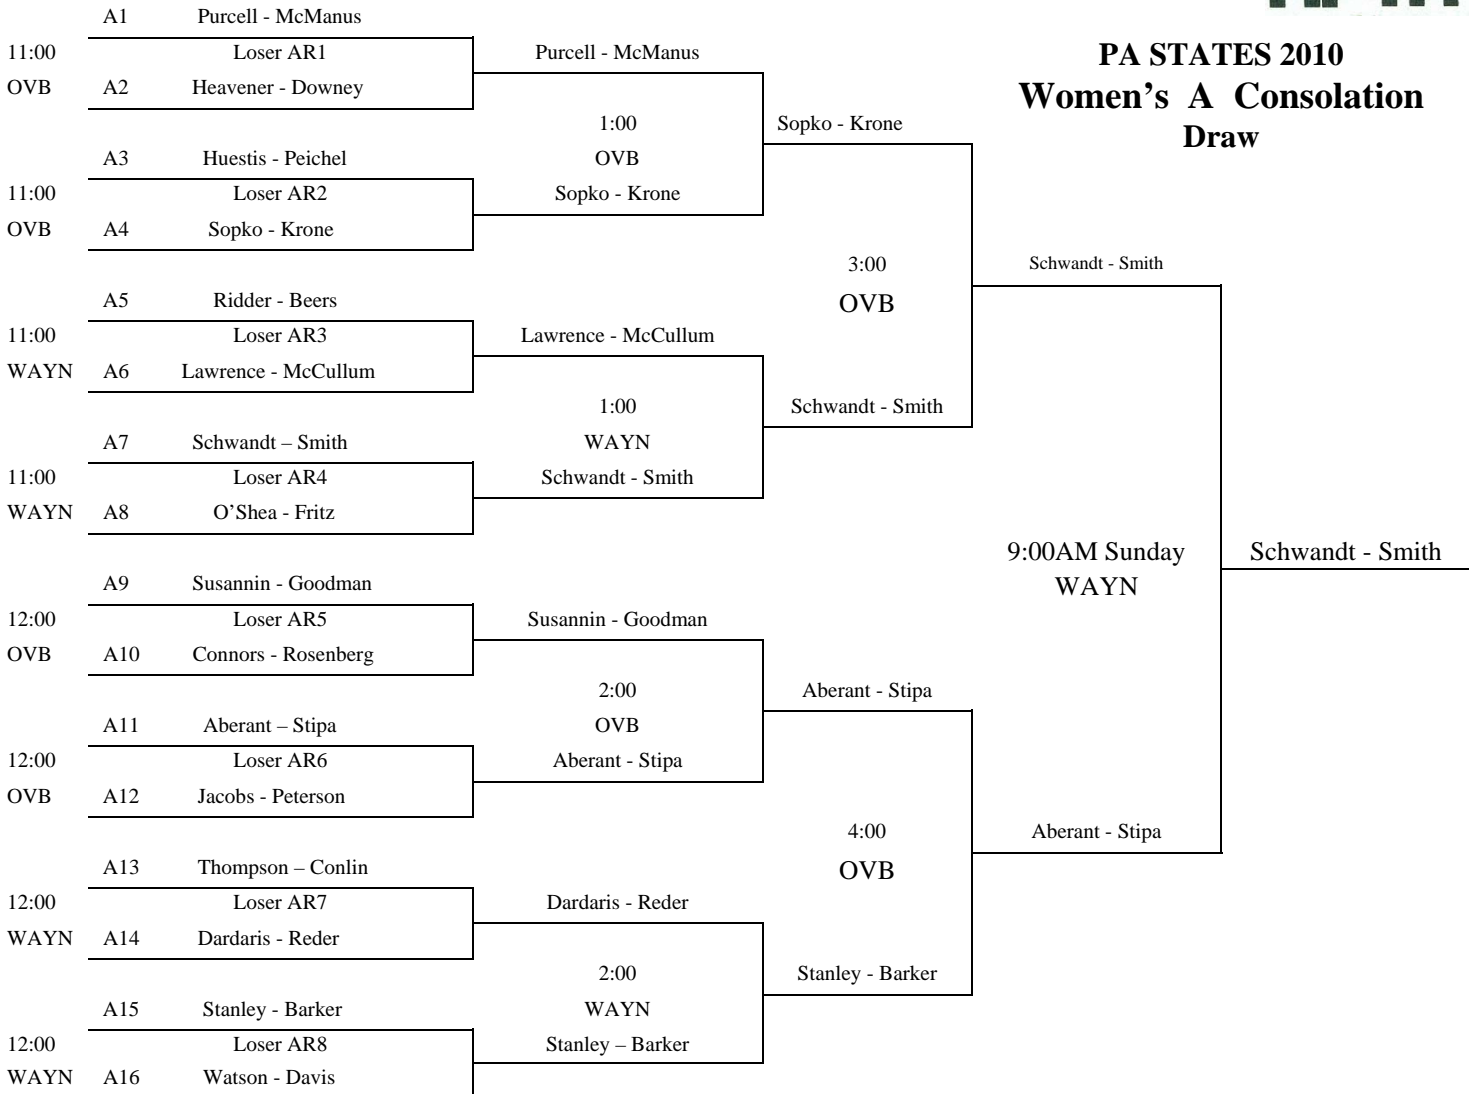 A1 Purcell - McManus
11:00 Loser AR1 Purcell - McManus
PA STATES 2010
OVB A2 Heavener - Downey
Women's A Consolation
1:00 Sopko - Krone
Draw
A3 Huestis - Peichel OVB
11:00 Loser AR2 Sopko - Krone
OVB A4 Sopko - Krone
3:00 Schwandt - Smith
A5 Ridder - Beers OVB
11:00 Loser AR3 Lawrence - McCullum
WAYN A6 Lawrence - McCullum
1:00 Schwandt - Smith
A7 Schwandt – Smith WAYN
11:00 Loser AR4 Schwandt - Smith
WAYN A8 O’Shea - Fritz
9:00AM Sunday Schwandt - Smith
A9 Susannin - Goodman WAYN
12:00 Loser AR5 Susannin - Goodman
OVB A10 Connors - Rosenberg
2:00 Aberant - Stipa
A11 Aberant – Stipa OVB
12:00 Loser AR6 Aberant - Stipa
OVB A12 Jacobs - Peterson
4:00 Aberant - Stipa
A13 Thompson – Conlin OVB
12:00 Loser AR7 Dardaris - Reder
WAYN A14 Dardaris - Reder
2:00 Stanley - Barker
A15 Stanley - Barker WAYN
12:00 Loser AR8 Stanley – Barker
WAYN A16 Watson - Davis